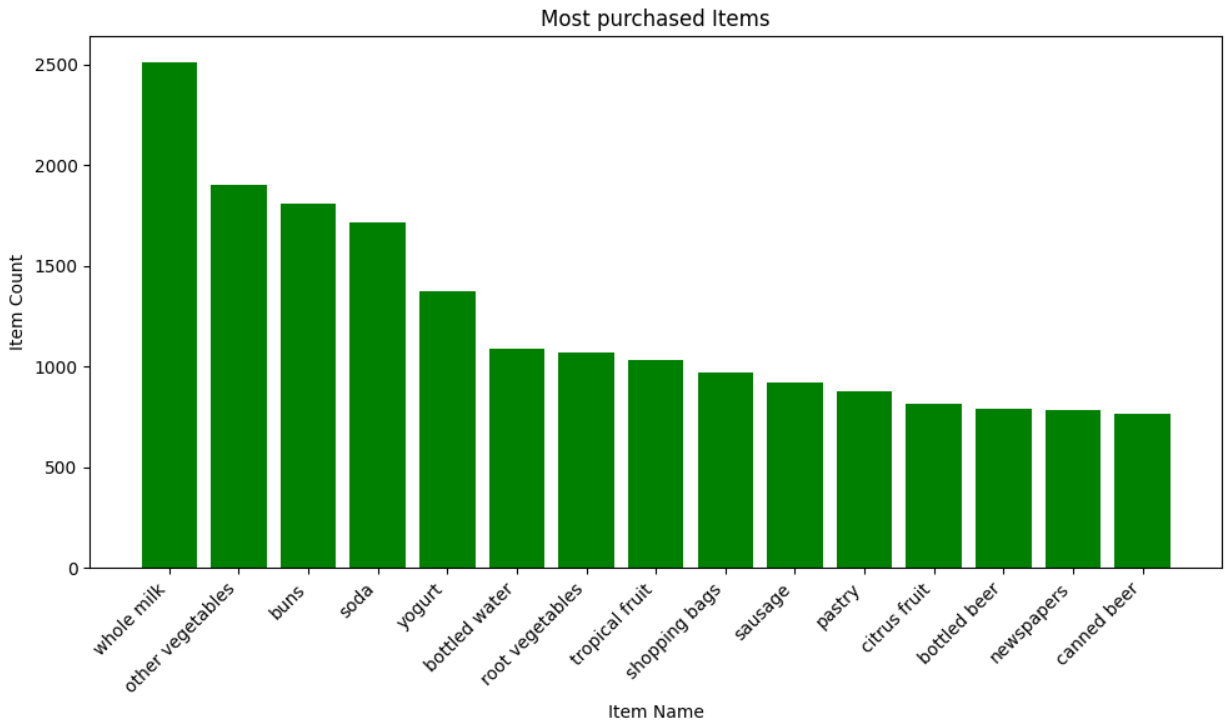 Most purchased Items
2500
2000
1500
1000
500
0
Item Count
whole milk
other vegetables
buns
soda
yogurt
bottled water
root vegetables
tropical fruit
shopping bags
sausage
pastry
citrus fruit
bottled beer
newspapers
canned beer
Item Name